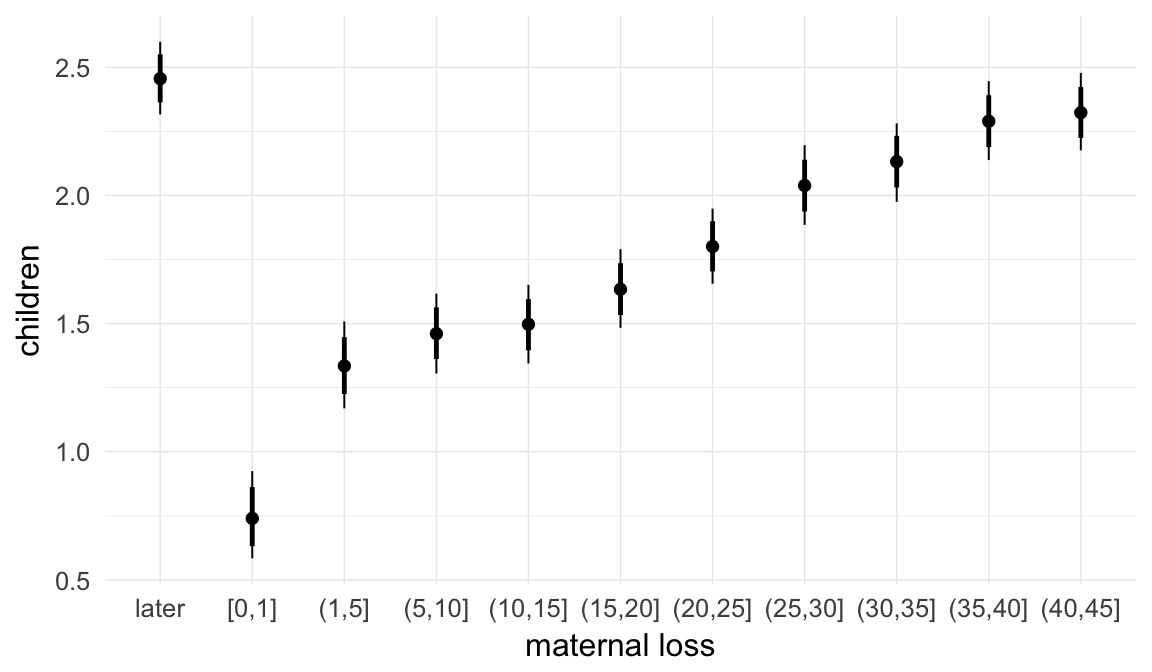 2.5
2.0
children
1.5
1.0
0.5
later [0,1] (1,5] (5,10] (10,15] (15,20] (20,25] (25,30] (30,35] (35,40] (40,45]
maternal loss